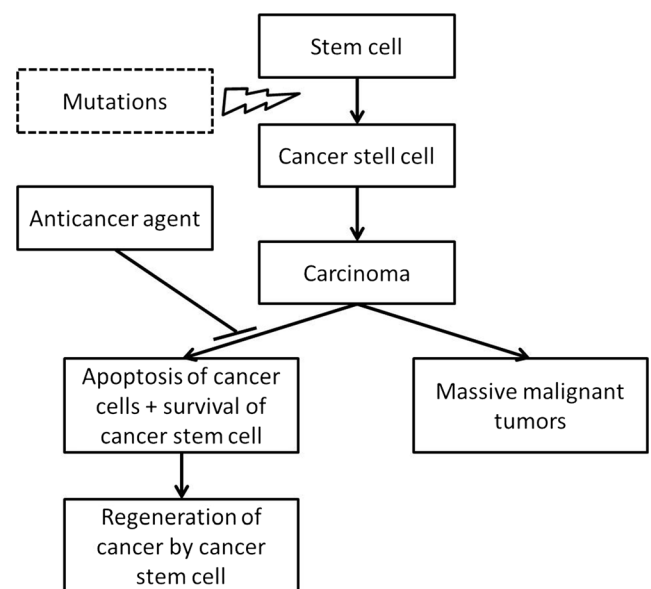 Stem cell
Mutations
Cancer stell cell
Anticancer agent
Carcinoma
Apoptosis of cancer
cells + survival of
cancer stem cell
Massive malignant
tumors
Regeneration of
cancer by cancer
stem cell